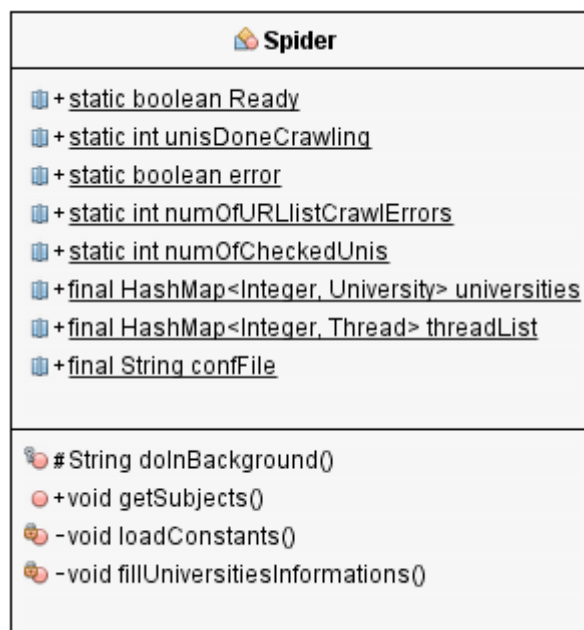 Spider
+static boolean Ready
+static int unisDoneCrawling
+static boolean error
+static int numOfURLlistCrawlErrors
+static int numOfCheckedUnis
+final HashMap<Integer, University> universities
+final HashMap<Integer, Thread> threadList
+final String confFile
#String doInBackground()
+void getSubjects()
-void loadConstants()
-void fillUniversitiesInformations()